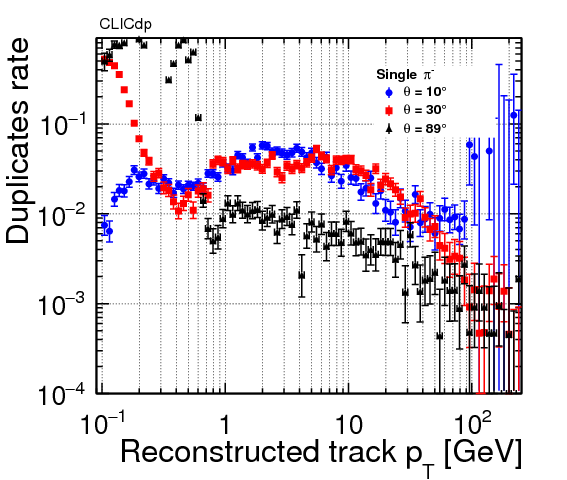 CLICdp
Duplicates rate
Single π⁻
θ = 10°
θ = 30°
θ = 89°
10⁻¹
10⁻²
10⁻³
10⁻⁴
10⁻¹ 1 10 10²
Reconstructed track p_T [GeV]